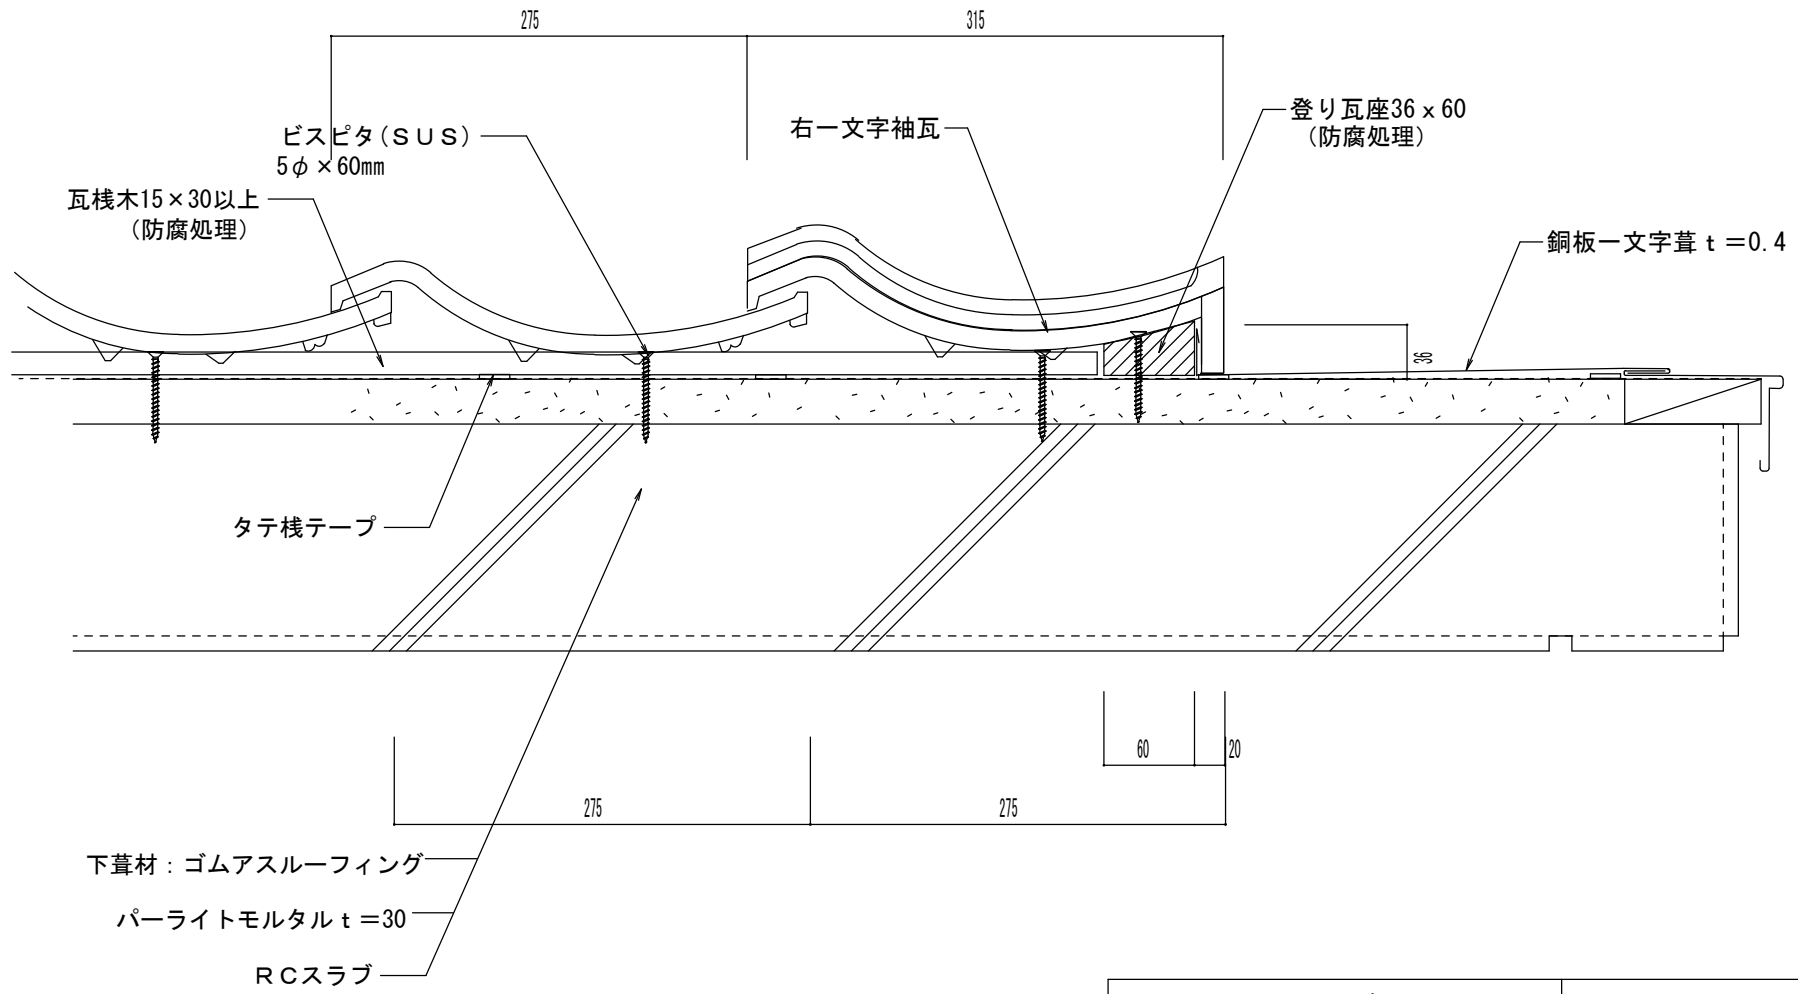 275
315
ビスピタ(ＳＵＳ)
5φ×60mm
右一文字袖瓦
登り瓦座36ｘ60
(防腐処理)
瓦桟木15×30以上
(防腐処理)
銅板一文字葺ｔ＝0.4
36
タテ桟テープ
60
20
275
275
下葺材：ゴムアスルーフィング
パーライトモルタルｔ＝30
ＲＣスラブ